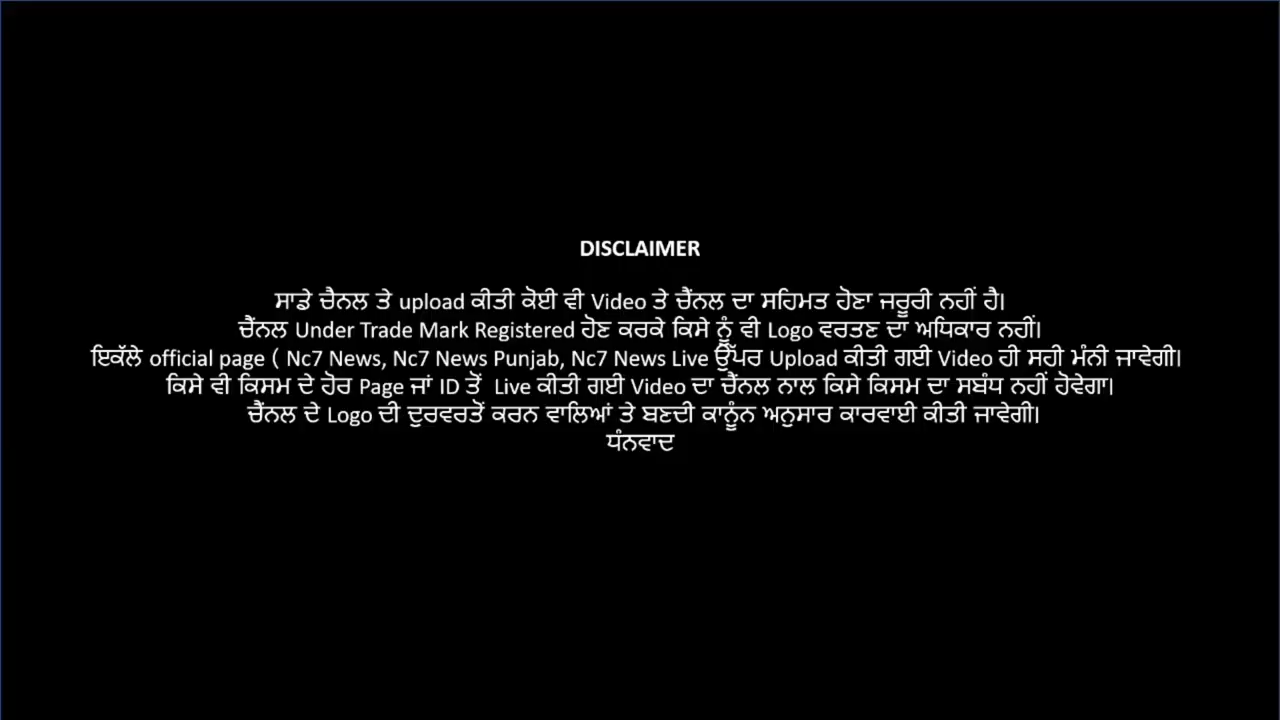 DISCLAIMER
ਸਾਡੇ ਚੈਨਲ ਤੇ upload ਕੀਤੀ ਕੋਈ ਵੀ Video ਤੇ ਚੈਂਨਲ ਦਾ ਸਹਿਮਤ ਹੋਣਾ ਜਰੂਰੀ ਨਹੀਂ ਹੈ।
ਚੈਂਨਲ Under Trade Mark Registered ਹੋਣ ਕਰਕੇ ਕਿਸੇ ਨੂੰ ਵੀ Logo ਵਰਤਣ ਦਾ ਅਧਿਕਾਰ ਨਹੀਂ।
ਇਕੱਲੇ official page ( Nc7 News, Nc7 News Punjab, Nc7 News Live ਉੱਪਰ Upload ਕੀਤੀ ਗਈ Video ਹੀ ਸਹੀ ਮੰਨੀ ਜਾਵੇਗੀ।
ਕਿਸੇ ਵੀ ਕਿਸਮ ਦੇ ਹੋਰ Page ਜਾਂ ID ਤੋਂ Live ਕੀਤੀ ਗਈ Video ਦਾ ਚੈਂਨਲ ਨਾਲ ਕਿਸੇ ਕਿਸਮ ਦਾ ਸਬੰਧ ਨਹੀਂ ਹੋਵੇਗਾ।
ਚੈਂਨਲ ਦੇ Logo ਦੀ ਦੁਰਵਰਤੋਂ ਕਰਨ ਵਾਲਿਆਂ ਤੇ ਬਣਦੀ ਕਾਨੂੰਨ ਅਨੁਸਾਰ ਕਾਰਵਾਈ ਕੀਤੀ ਜਾਵੇਗੀ।
ਧੰਨਵਾਦ